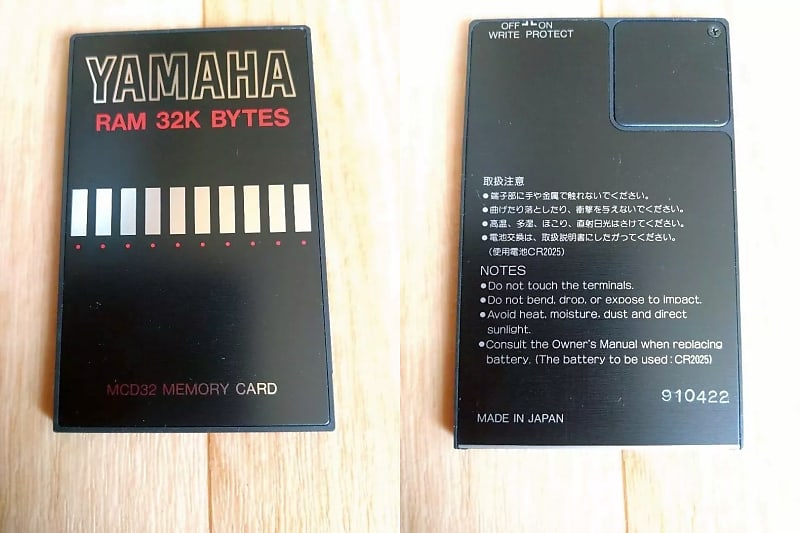 YAMAHA
RAM 32K BYTES
MCD32 MEMORY CARD
OFF ON
WRITE PROTECT
取扱注意
●端子部に手や金属で触れないでください。
●曲げたり落としたり、衝撃を与えないでください。
●高温、多湿、ほこり、直射日光はさけてください。
●電池交換は、取扱説明書にしたがってください。
(使用電池CR2025)
NOTES
●Do not touch the terminals.
●Do not bend, drop, or expose to impact.
●Avoid heat, moisture, dust and direct
sunlight.
●Consult the Owner's Manual when replacing
battery. (The battery to be used : CR2025)
910422
MADE IN JAPAN